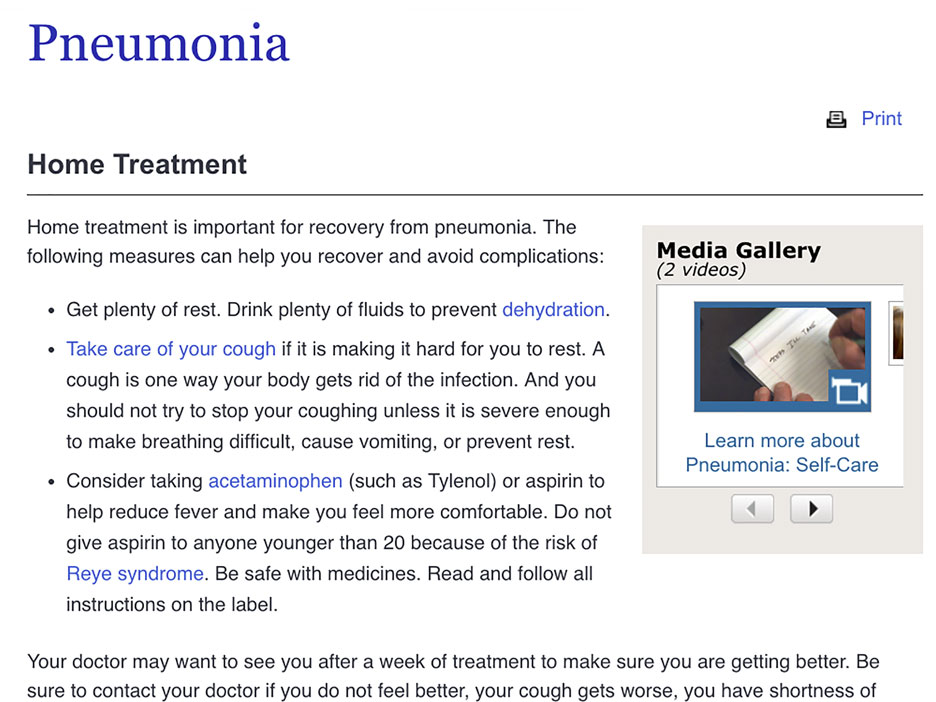 Pneumonia
Print
Home Treatment
Home treatment is important for recovery from pneumonia. The
following measures can help you recover and avoid complications:
• Get plenty of rest. Drink plenty of fluids to prevent dehydration.
• Take care of your cough if it is making it hard for you to rest. A
cough is one way your body gets rid of the infection. And you
should not try to stop your coughing unless it is severe enough
to make breathing difficult, cause vomiting, or prevent rest.
• Consider taking acetaminophen (such as Tylenol) or aspirin to
help reduce fever and make you feel more comfortable. Do not
give aspirin to anyone younger than 20 because of the risk of
Reye syndrome. Be safe with medicines. Read and follow all
instructions on the label.
Media Gallery
(2 videos)
Learn more about
Pneumonia: Self-Care
Your doctor may want to see you after a week of treatment to make sure you are getting better. Be
sure to contact your doctor if you do not feel better, your cough gets worse, you have shortness of